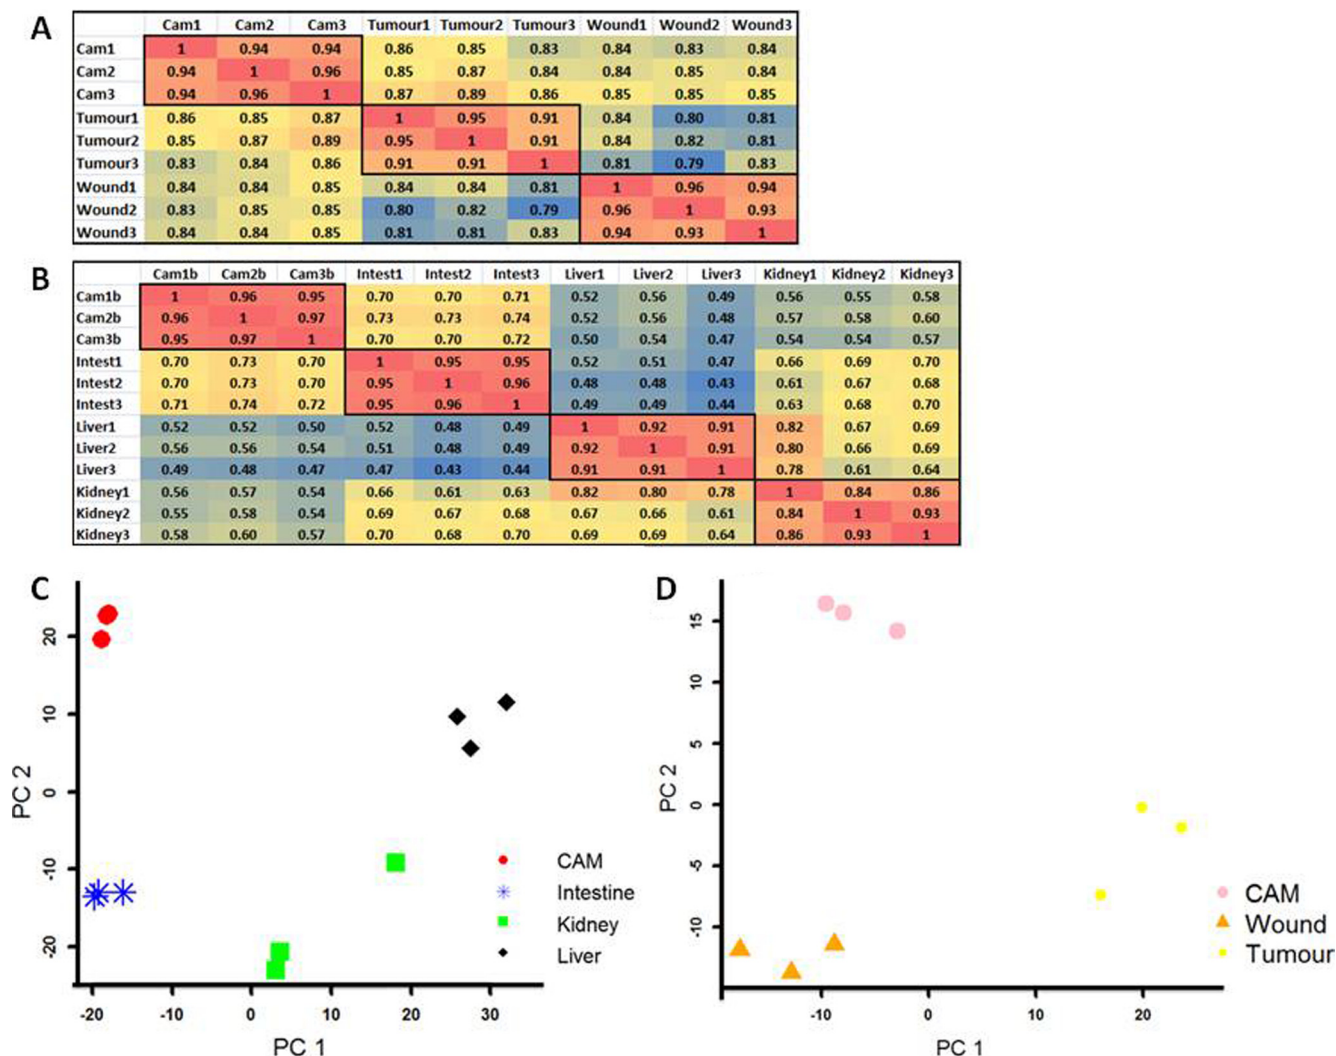 A
Cam1 Cam2 Cam3 Tumour1 Tumour2 Tumour3 Wound1 Wound2 Wound3
Cam1 1 0.94 0.94 0.86 0.85 0.83 0.84 0.83 0.84
Cam2 0.94 1 0.96 0.85 0.87 0.84 0.84 0.85 0.84
Cam3 0.94 0.96 1 0.87 0.89 0.86 0.85 0.85 0.85
Tumour1 0.86 0.85 0.87 1 0.95 0.91 0.84 0.80 0.81
Tumour2 0.85 0.87 0.89 0.95 1 0.91 0.84 0.82 0.81
Tumour3 0.83 0.84 0.86 0.91 0.91 1 0.81 0.79 0.83
Wound1 0.84 0.84 0.85 0.84 0.84 0.81 1 0.96 0.94
Wound2 0.83 0.85 0.85 0.80 0.82 0.79 0.96 1 0.93
Wound3 0.84 0.84 0.85 0.81 0.81 0.83 0.94 0.93 1
B
Cam1b Cam2b Cam3b Intest1 Intest2 Intest3 Liver1 Liver2 Liver3 Kidney1 Kidney2 Kidney3
Cam1b 1 0.96 0.95 0.70 0.70 0.71 0.52 0.56 0.49 0.56 0.55 0.58
Cam2b 0.96 1 0.97 0.73 0.73 0.74 0.52 0.56 0.48 0.57 0.58 0.60
Cam3b 0.95 0.97 1 0.70 0.70 0.72 0.50 0.54 0.47 0.54 0.54 0.57
Intest1 0.70 0.73 0.70 1 0.95 0.95 0.52 0.51 0.47 0.66 0.69 0.70
Intest2 0.70 0.73 0.70 0.95 1 0.96 0.48 0.48 0.43 0.61 0.67 0.68
Intest3 0.71 0.74 0.72 0.95 0.96 1 0.49 0.49 0.44 0.63 0.68 0.70
Liver1 0.52 0.52 0.50 0.52 0.48 0.49 1 0.92 0.91 0.82 0.67 0.69
Liver2 0.56 0.56 0.54 0.51 0.48 0.49 0.92 1 0.91 0.80 0.66 0.69
Liver3 0.49 0.48 0.47 0.47 0.43 0.44 0.91 0.91 1 0.78 0.61 0.64
Kidney1 0.56 0.57 0.54 0.66 0.61 0.63 0.82 0.80 0.78 1 0.84 0.86
Kidney2 0.55 0.58 0.54 0.69 0.67 0.68 0.67 0.66 0.61 0.84 1 0.93
Kidney3 0.58 0.60 0.57 0.70 0.68 0.70 0.69 0.69 0.64 0.86 0.93 1
C
20
10
0
-10
-20
PC 2
CAM
Intestine
Kidney
Liver
-20 -10 0 10 20 30
PC 1
D
15
10
5
0
-5
-10
PC 2
CAM
Wound
Tumour
-10 0 10 20
PC 1